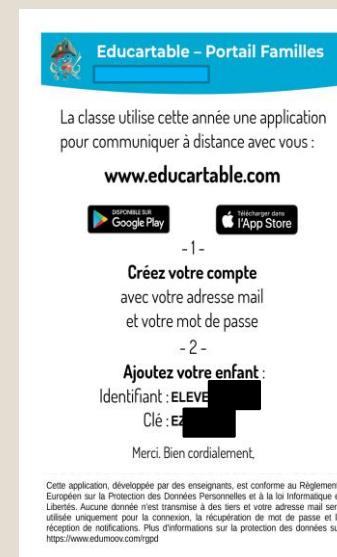 Educartable – Portail Familles
La classe utilise cette année une application
pour communiquer à distance avec vous :
www.educartable.com
DISPONIBLE SUR
Google Play
Télécharger dans
l'App Store
- 1 -
Créez votre compte
avec votre adresse mail
et votre mot de passe
- 2 -
Ajoutez votre enfant :
Identifiant : ELEVE
Clé : EZ
Merci. Bien cordialement,
Cette application, développée par des enseignants, est conforme au Règlement
Européen sur la Protection des Données Personnelles et à la loi Informatique e
Libertés. Aucune donnée n'est transmise à des tiers et votre adresse mail ser
utilisée uniquement pour la connexion, la récupération de mot de passe et l
réception de notifications. Plus d'informations sur la protection des données su
https://www.edumoov.com/rgpd